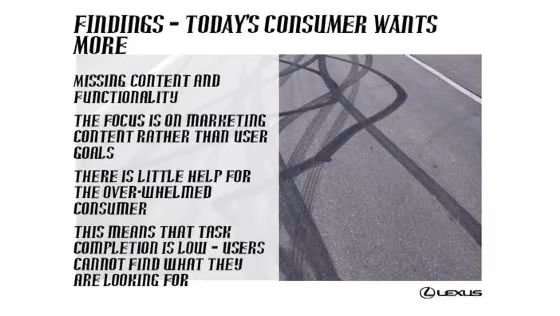 FINDINGS – TODAY'S CONSUMER WANTS
MORE
MISSING CONTENT AND
FUNCTIONALITY
THE FOCUS IS ON MARKETING
CONTENT RATHER THAN USER
GOALS
THERE IS LITTLE HELP FOR
THE OVER-WHELMED
CONSUMER
THIS MEANS THAT TASK
COMPLETION IS LOW – USERS
CANNOT FIND WHAT THEY
ARE LOOKING FOR
LEXUS